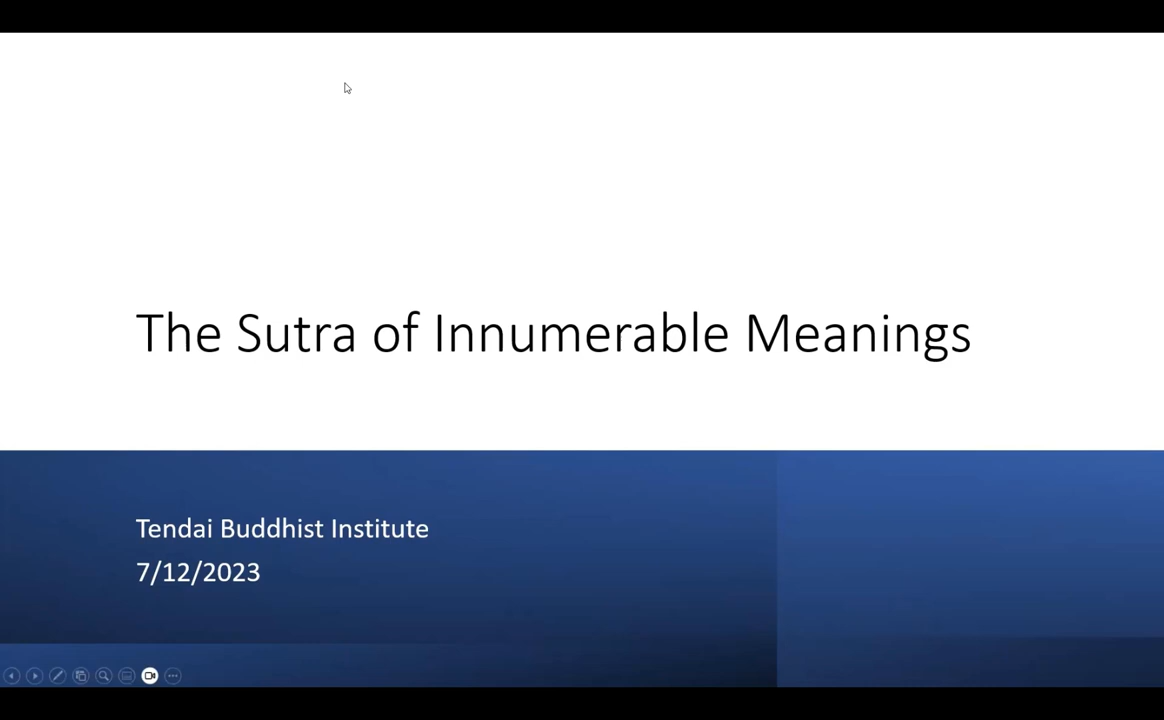 The Sutra of Innumerable Meanings
Tendai Buddhist Institute
7/12/2023